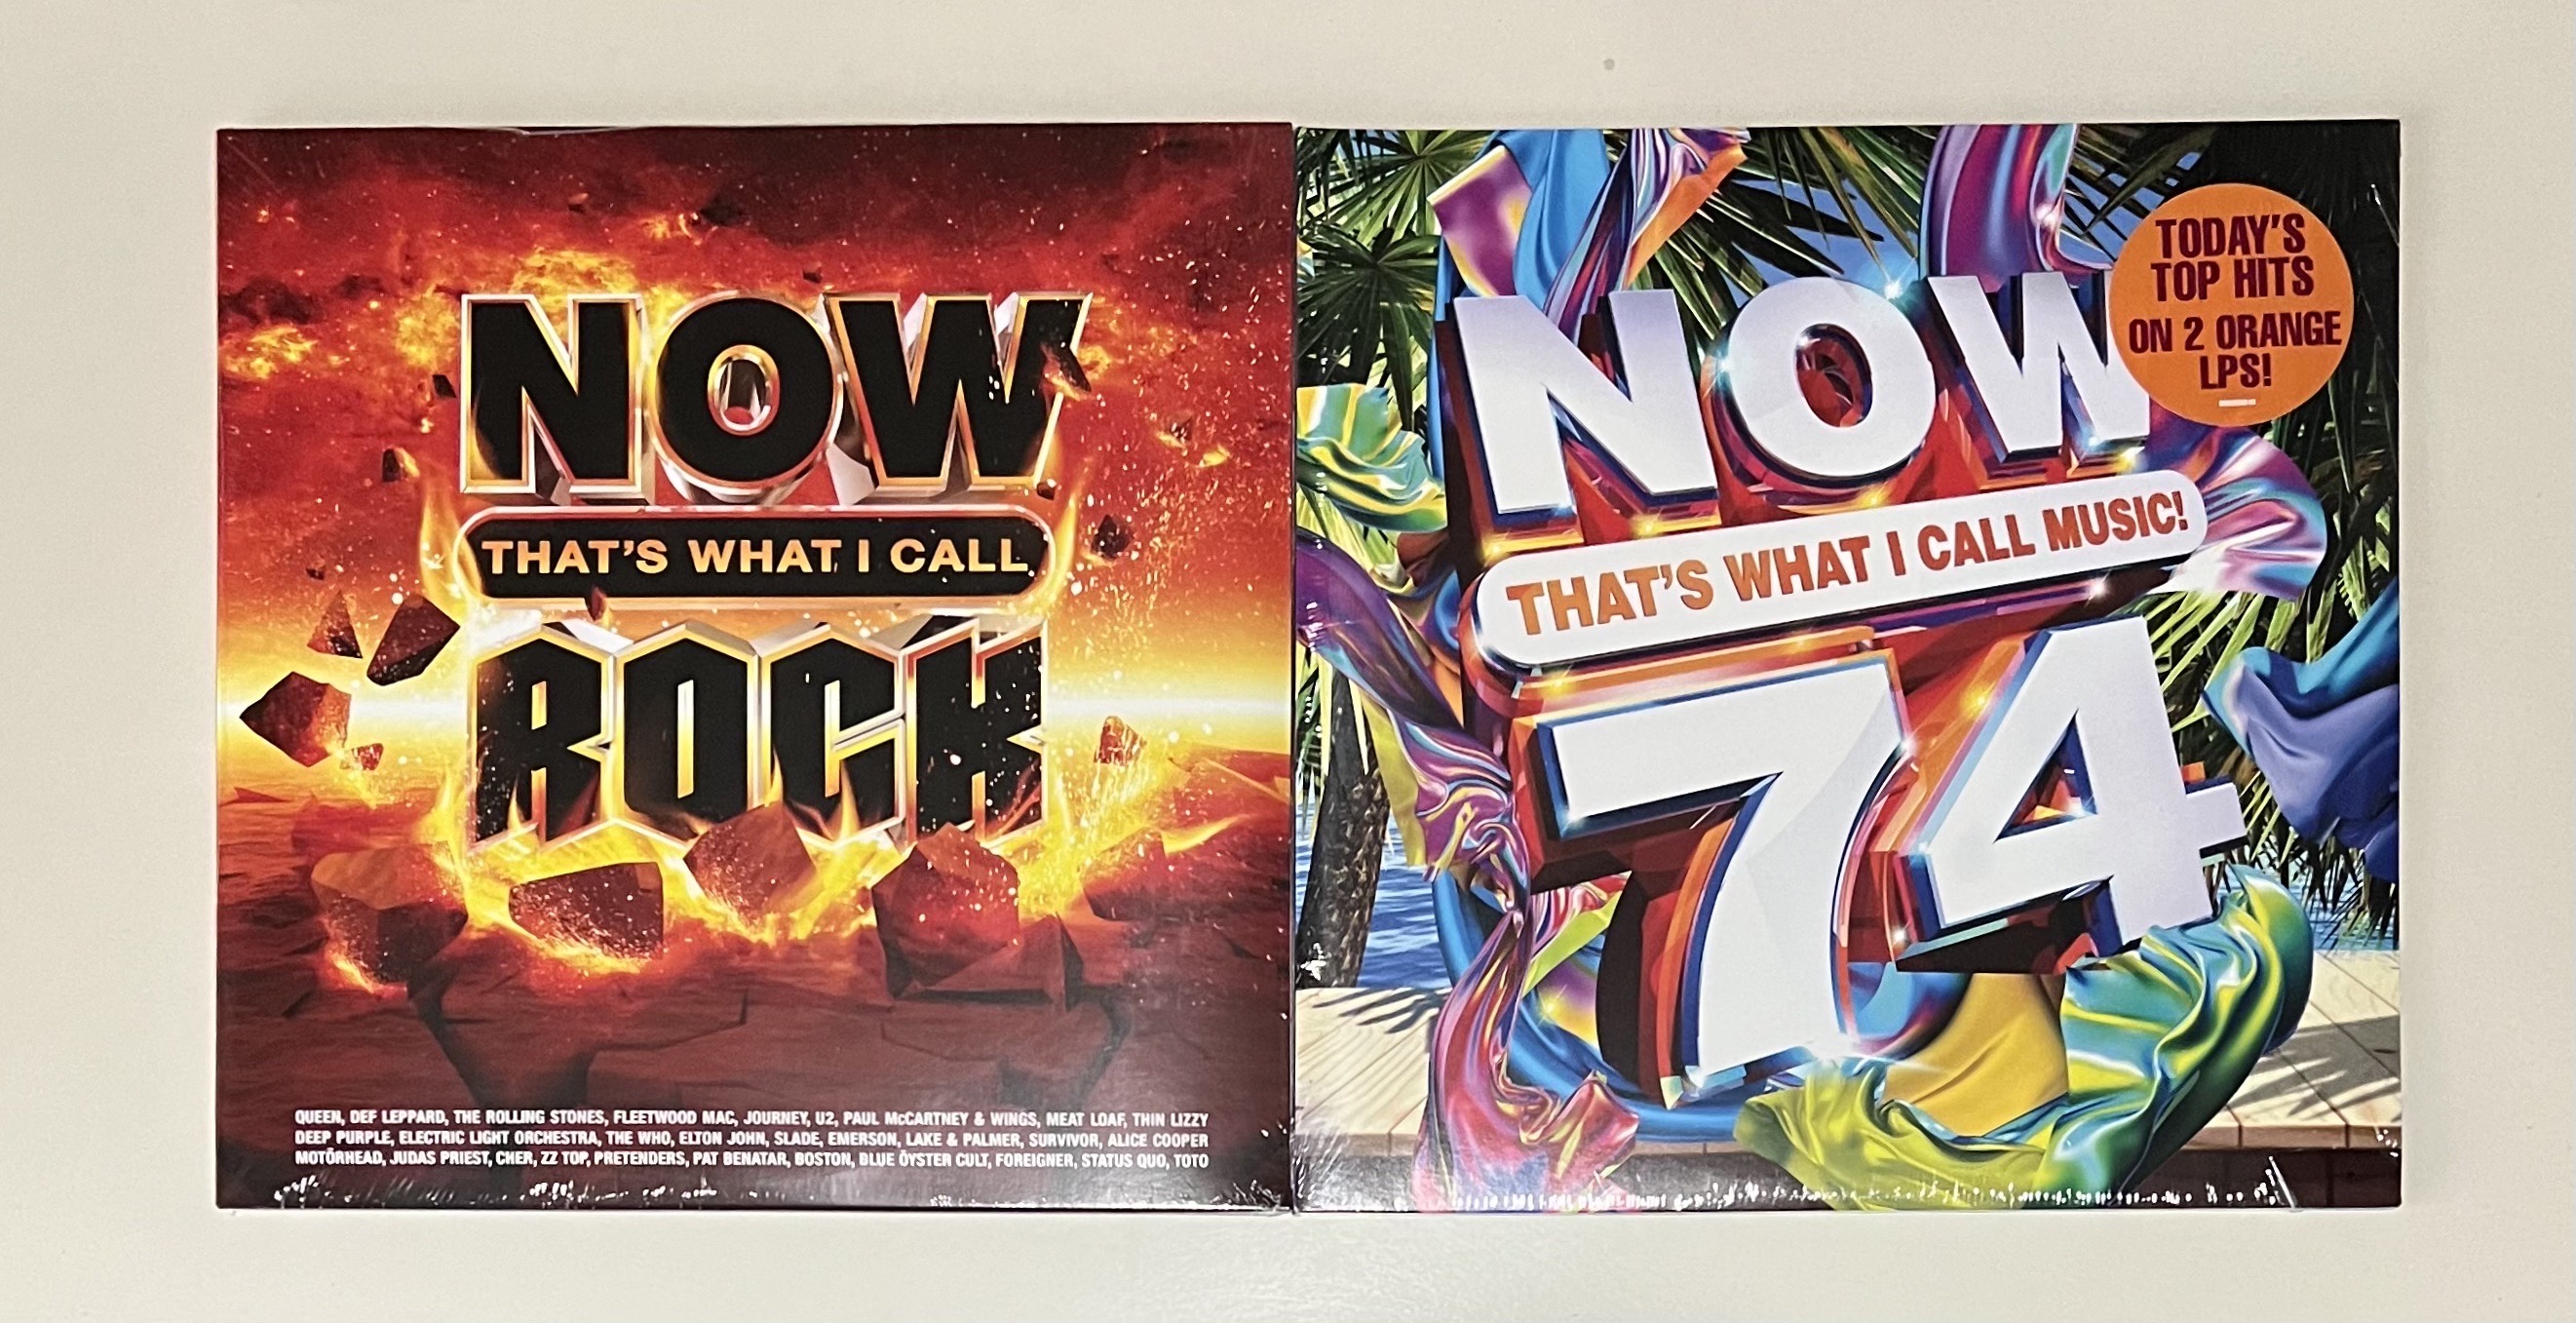 NOW
THAT'S WHAT I CALL
ROCK
QUEEN, DEF LEPPARD, THE ROLLING STONES, FLEETWOOD MAC, JOURNEY, U2, PAUL McCARTNEY & WINGS, MEAT LOAF, THIN LIZZY
DEEP PURPLE, ELECTRIC LIGHT ORCHESTRA, THE WHO, ELTON JOHN, SLADE, EMERSON, LAKE & PALMER, SURVIVOR, ALICE COOPER
MOTÖRHEAD, JUDAS PRIEST, CHER, ZZ TOP, PRETENDERS, PAT BENATAR, BOSTON, BLUE ÖYSTER CULT, FOREIGNER, STATUS QUO, TOTO
NOW
THAT'S WHAT I CALL MUSIC!
74
TODAY'S
TOP HITS
ON 2 ORANGE
LPS!